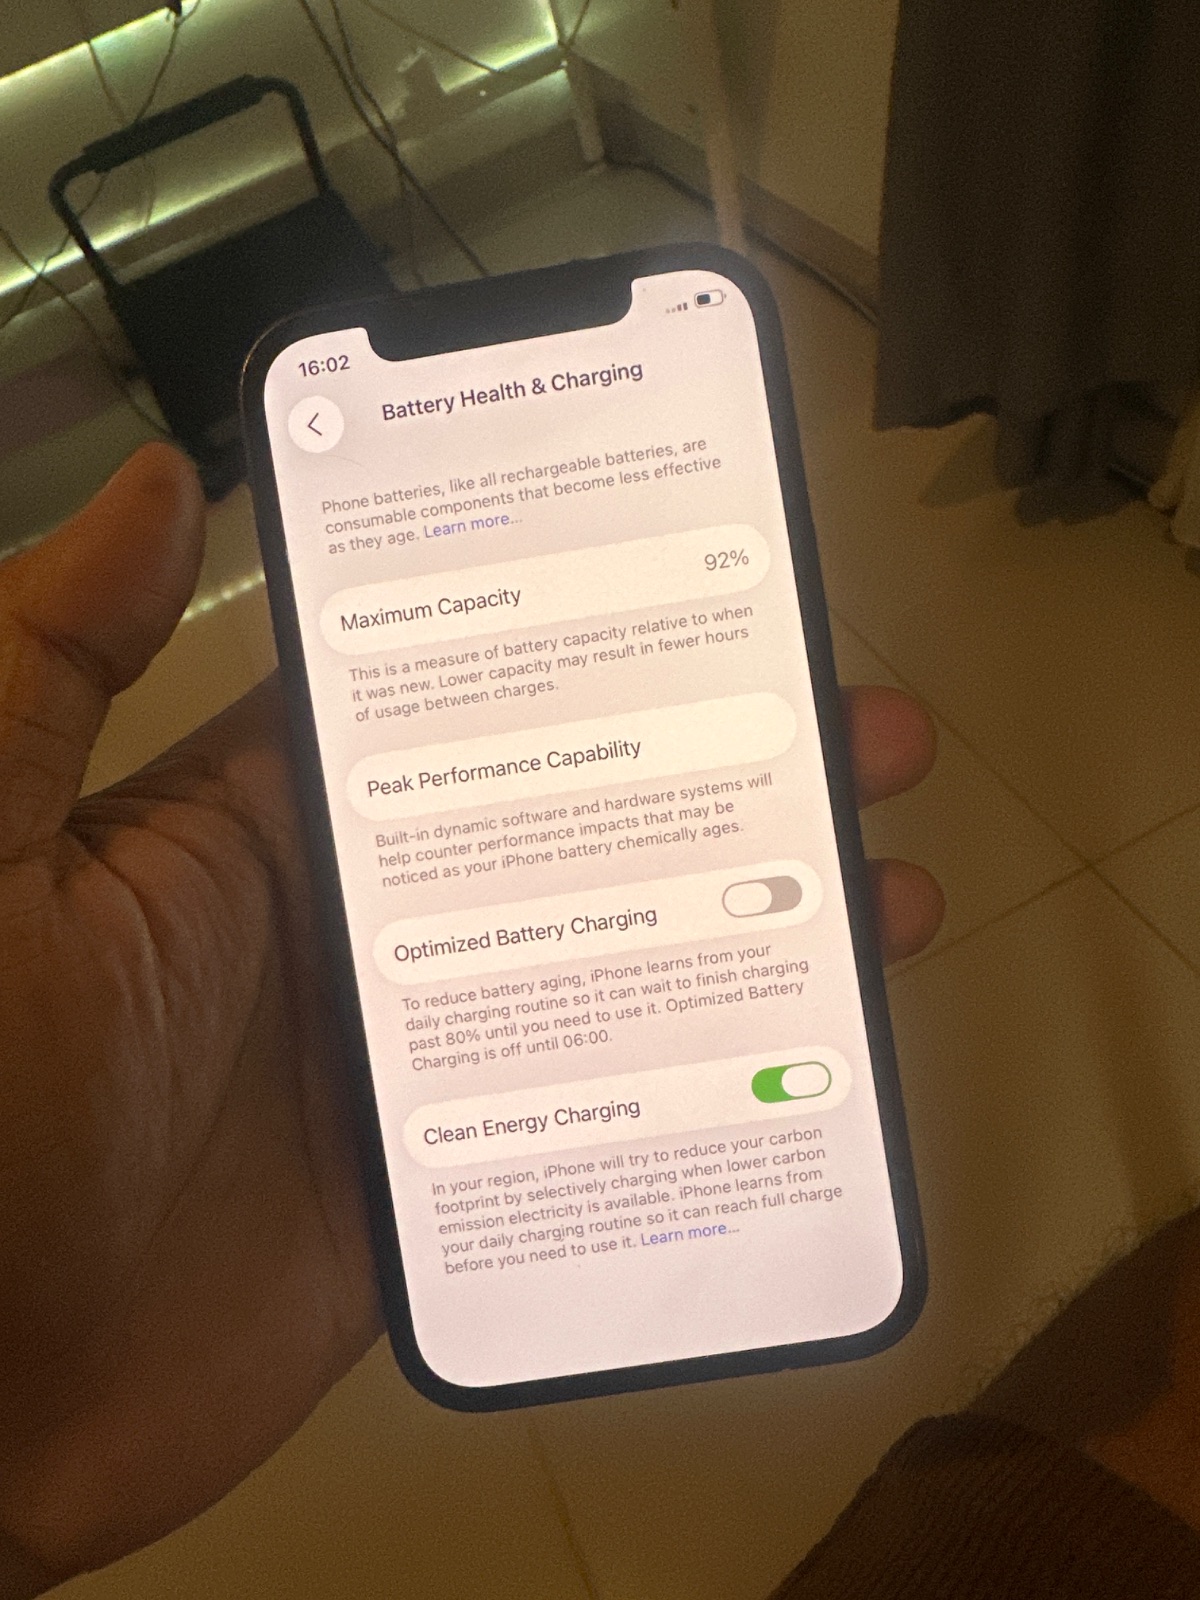 16:02
Battery Health & Charging
Phone batteries, like all rechargeable batteries, are
consumable components that become less effective
as they age. Learn more...
Maximum Capacity 92%
This is a measure of battery capacity relative to when
it was new. Lower capacity may result in fewer hours
of usage between charges.
Peak Performance Capability
Built-in dynamic software and hardware systems will
help counter performance impacts that may be
noticed as your iPhone battery chemically ages.
Optimized Battery Charging
To reduce battery aging, iPhone learns from your
daily charging routine so it can wait to finish charging
past 80% until you need to use it. Optimized Battery
Charging is off until 06:00.
Clean Energy Charging
In your region, iPhone will try to reduce your carbon
footprint by selectively charging when lower carbon
emission electricity is available. iPhone learns from
your daily charging routine so it can reach full charge
before you need to use it. Learn more...